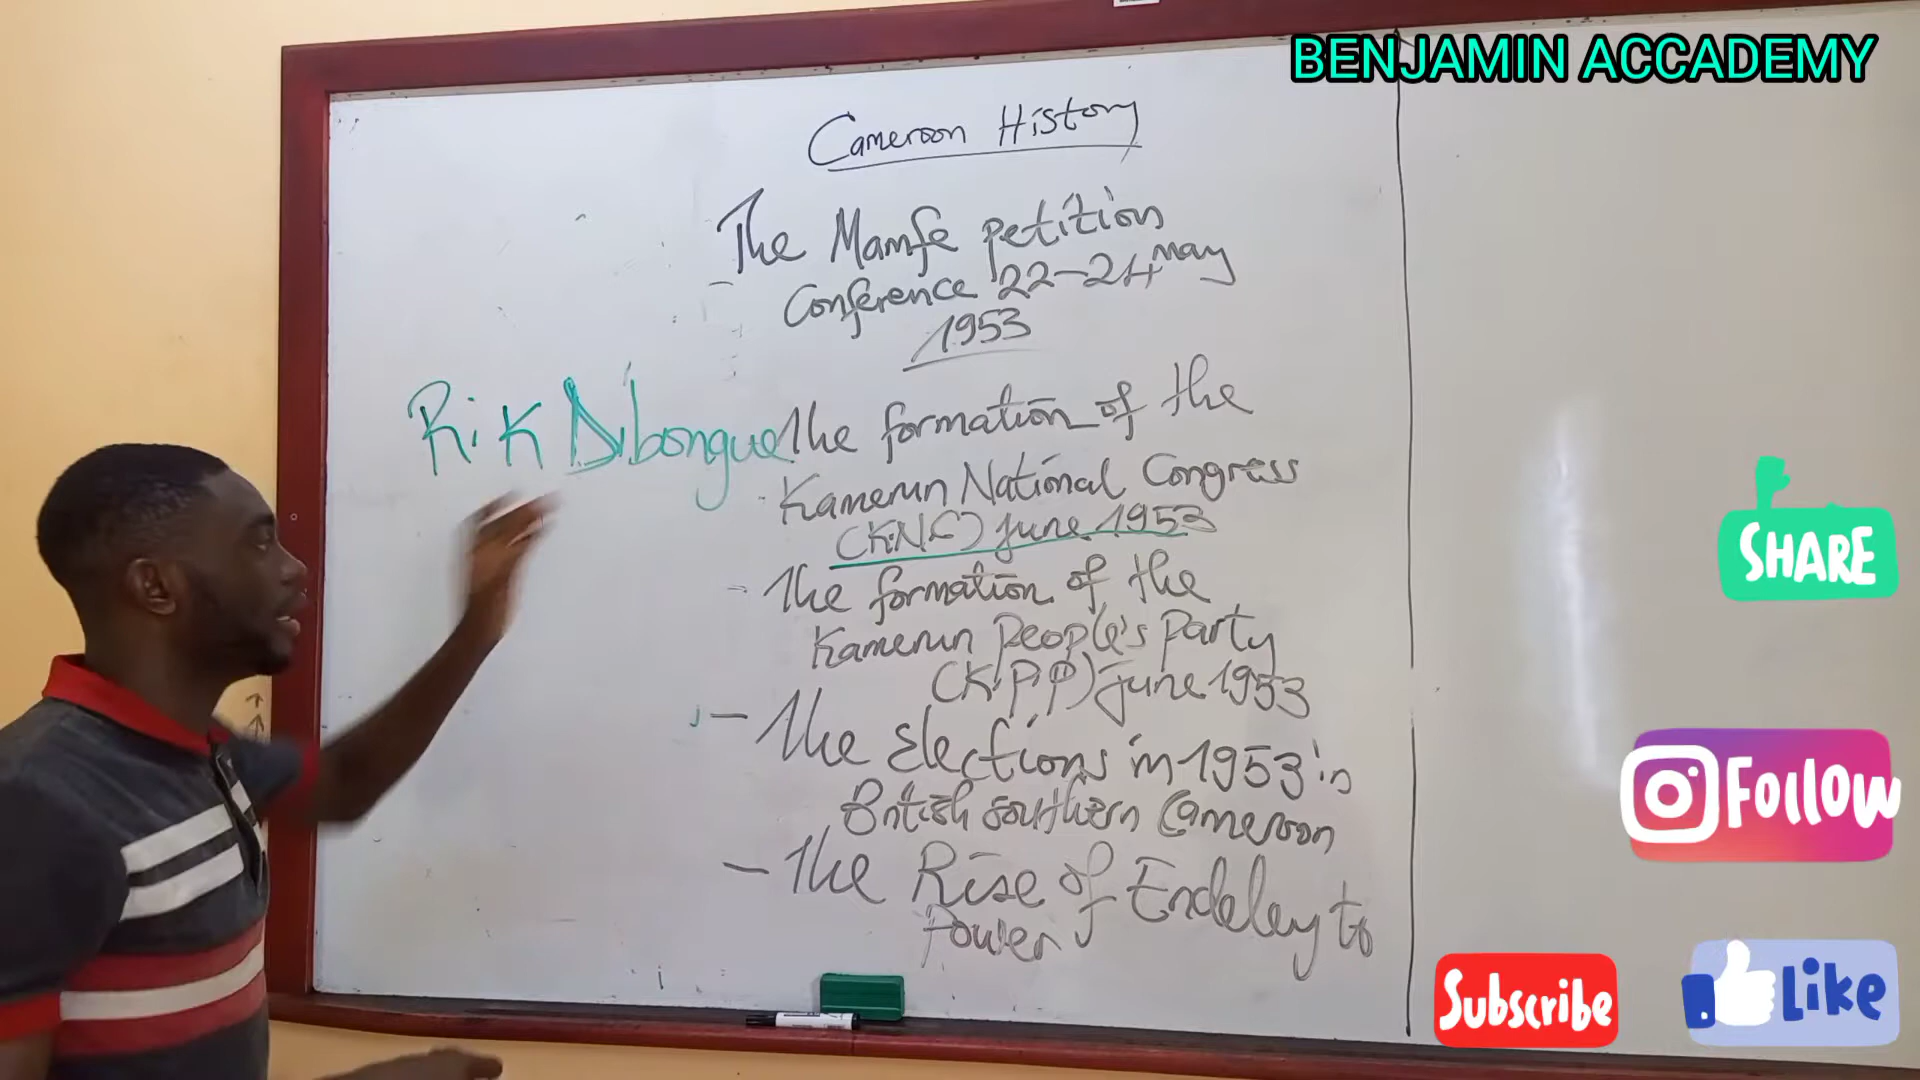 BENJAMIN ACCADEMY
Cameroon History
The Mamfe petition
Conference 22-24 may
1953
Ri K Dibongue
The formation of the
Kamerun National Congress
(KNC) june 1953
- The formation of the
Kamerun People's Party
(K.P.P) june 1953
- The Elections in 1953 in
British Southern Cameroon
- The Rise of Endeley to
Power
SHARE
Follow
Subscribe
Like